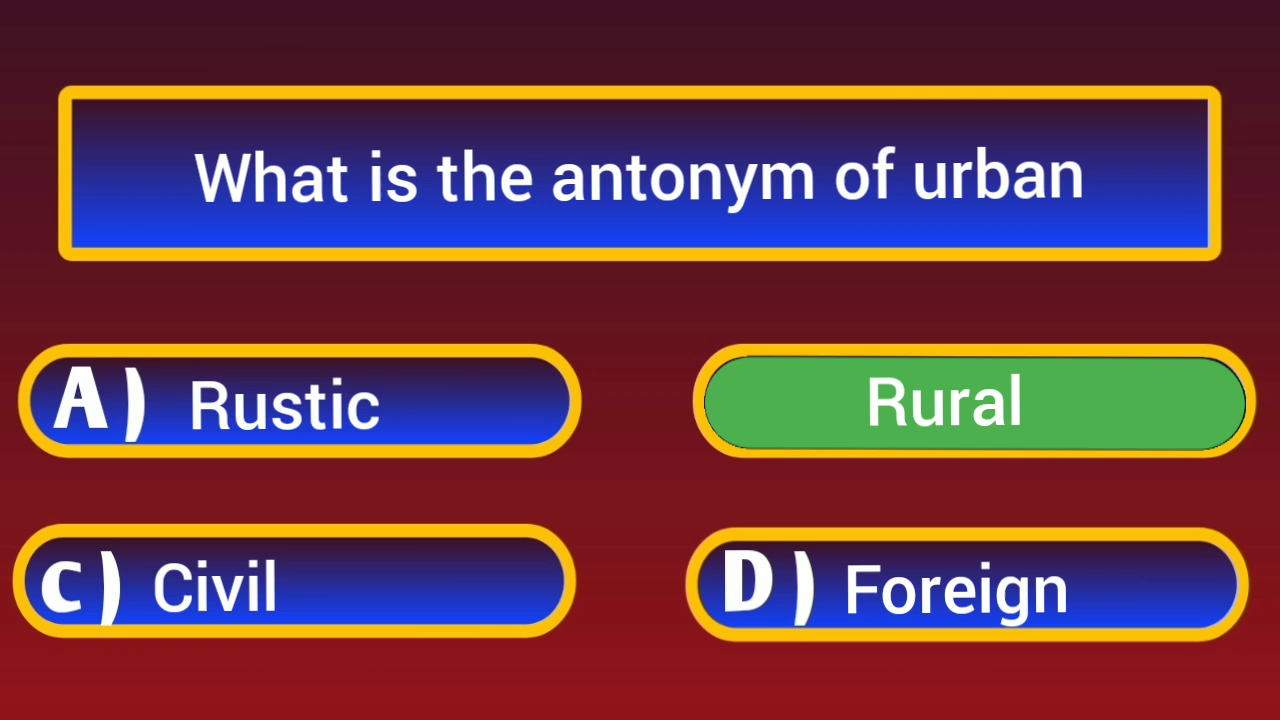 What is the antonym of urban
A) Rustic
Rural
C) Civil
D) Foreign